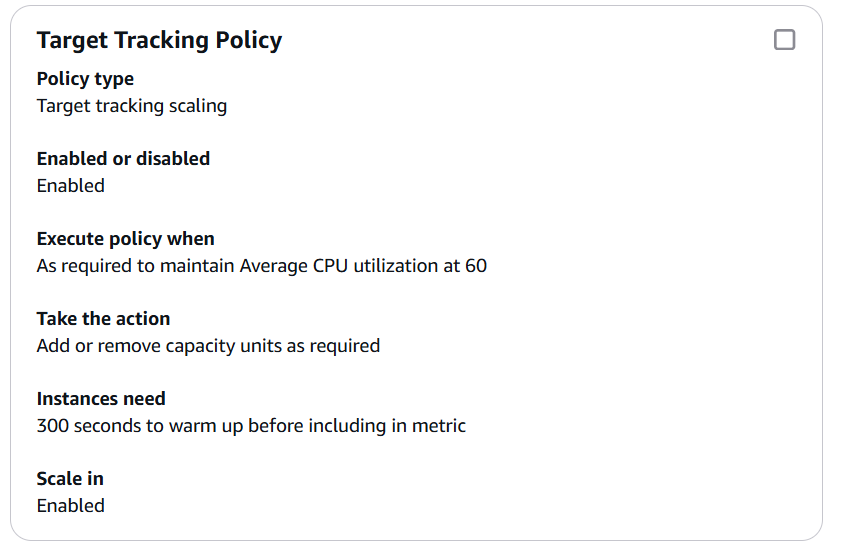 Target Tracking Policy
Policy type
Target tracking scaling
Enabled or disabled
Enabled
Execute policy when
As required to maintain Average CPU utilization at 60
Take the action
Add or remove capacity units as required
Instances need
300 seconds to warm up before including in metric
Scale in
Enabled